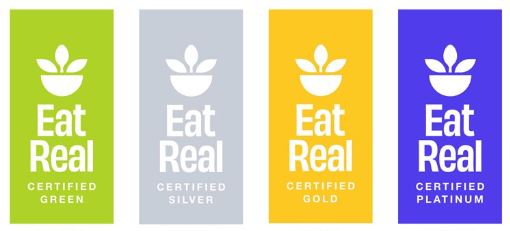 Eat
Real
CERTIFIED
GREEN
Eat
Real
CERTIFIED
SILVER
Eat
Real
CERTIFIED
GOLD
Eat
Real
CERTIFIED
PLATINUM